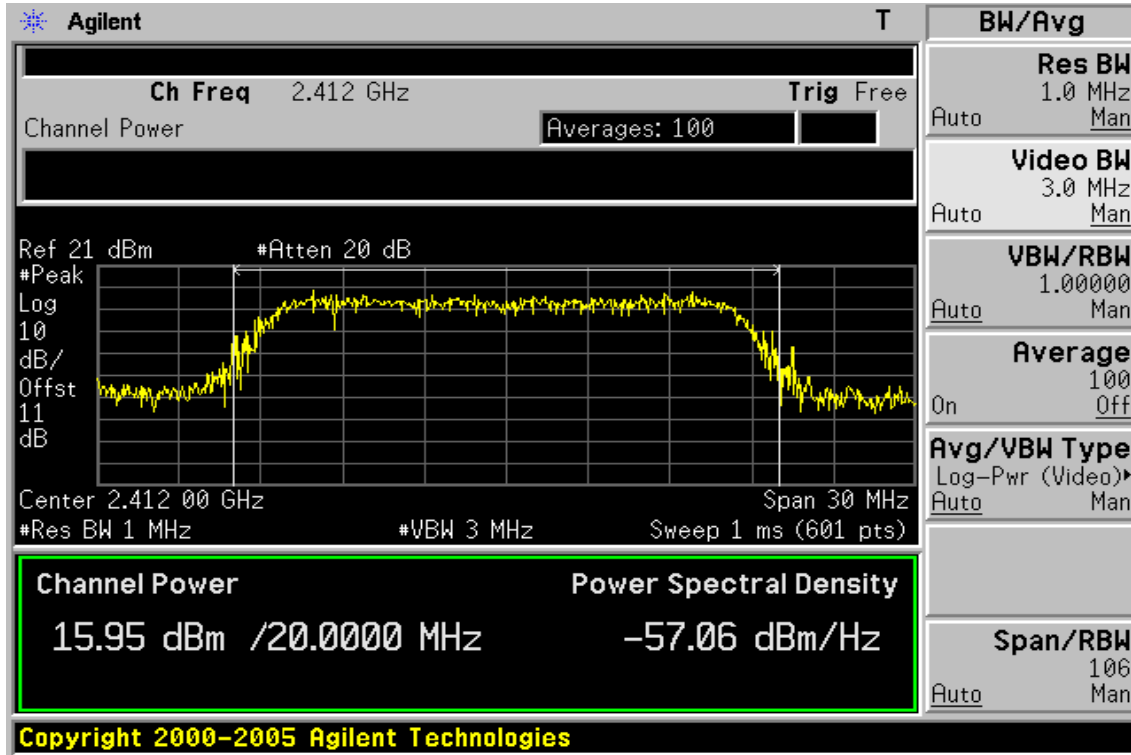 Agilent T
Ch Freq 2.412 GHz Trig Free
Channel Power Averages: 100
Ref 21 dBm #Atten 20 dB
#Peak
Log
10
dB/
Offst
11
dB
Center 2.412 00 GHz Span 30 MHz
#Res BW 1 MHz #VBW 3 MHz Sweep 1 ms (601 pts)
Channel Power Power Spectral Density
15.95 dBm /20.0000 MHz -57.06 dBm/Hz
Copyright 2000-2005 Agilent Technologies
BW/Avg
Res BW
1.0 MHz
Auto Man
Video BW
3.0 MHz
Auto Man
VBW/RBW
1.00000
Auto Man
Average
100
On Off
Avg/VBW Type
Log-Pwr (Video)
Auto Man
Span/RBW
106
Auto Man